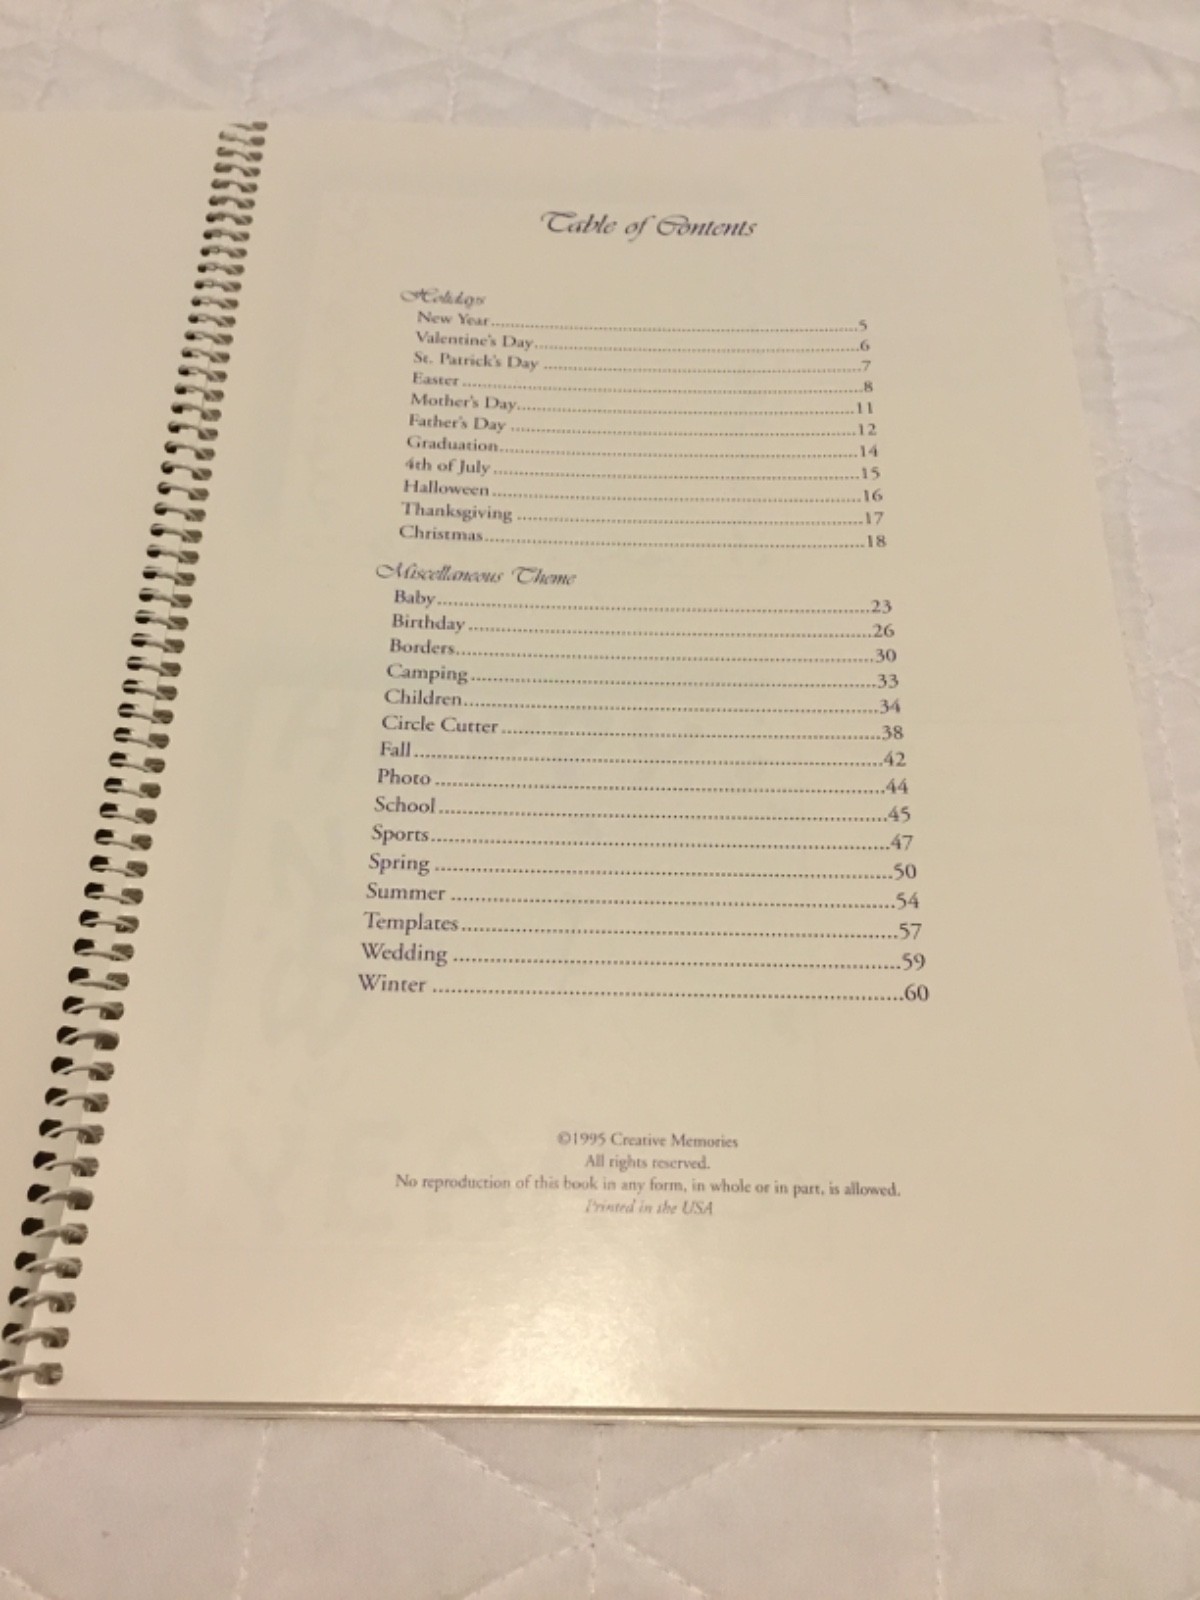 Table of Contents
Holidays
New Year..........5
Valentine's Day..........6
St. Patrick's Day ..........7
Easter ..........8
Mother's Day..........11
Father's Day ..........12
Graduation..........14
4th of July ..........15
Halloween ..........16
Thanksgiving ..........17
Christmas..........18
Miscellaneous Theme
Baby..........23
Birthday ..........26
Borders..........30
Camping ..........33
Children..........34
Circle Cutter ..........38
Fall ..........42
Photo ..........44
School ..........45
Sports..........47
Spring ..........50
Summer ..........54
Templates..........57
Wedding ..........59
Winter ..........60
©1995 Creative Memories
All rights reserved.
No reproduction of this book in any form, in whole or in part, is allowed.
Printed in the USA